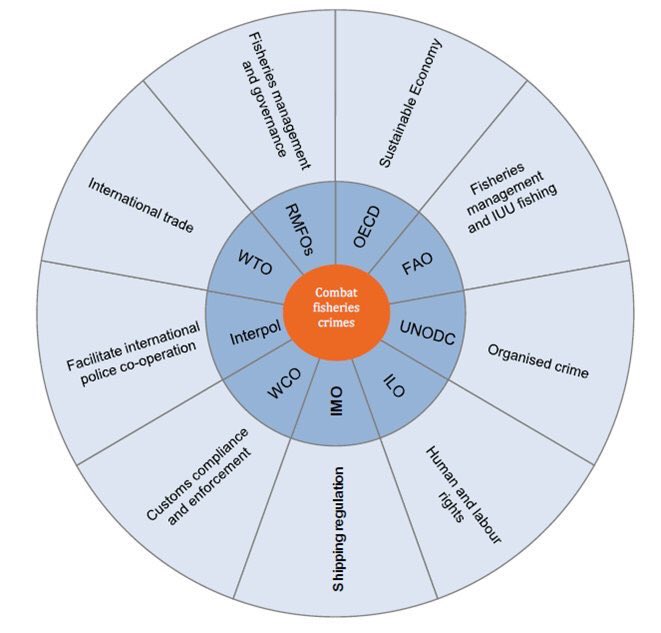 Combat
fisheries
crimes
OECD
Sustainable Economy
FAO
Fisheries
management
and IUU fishing
UNODC
Organised crime
ILO
Human and labour
rights
IMO
Shipping regulation
WCO
Customs compliance
and enforcement
Interpol
Facilitate international
police co-operation
WTO
International trade
RMFOs
Fisheries management
and governance